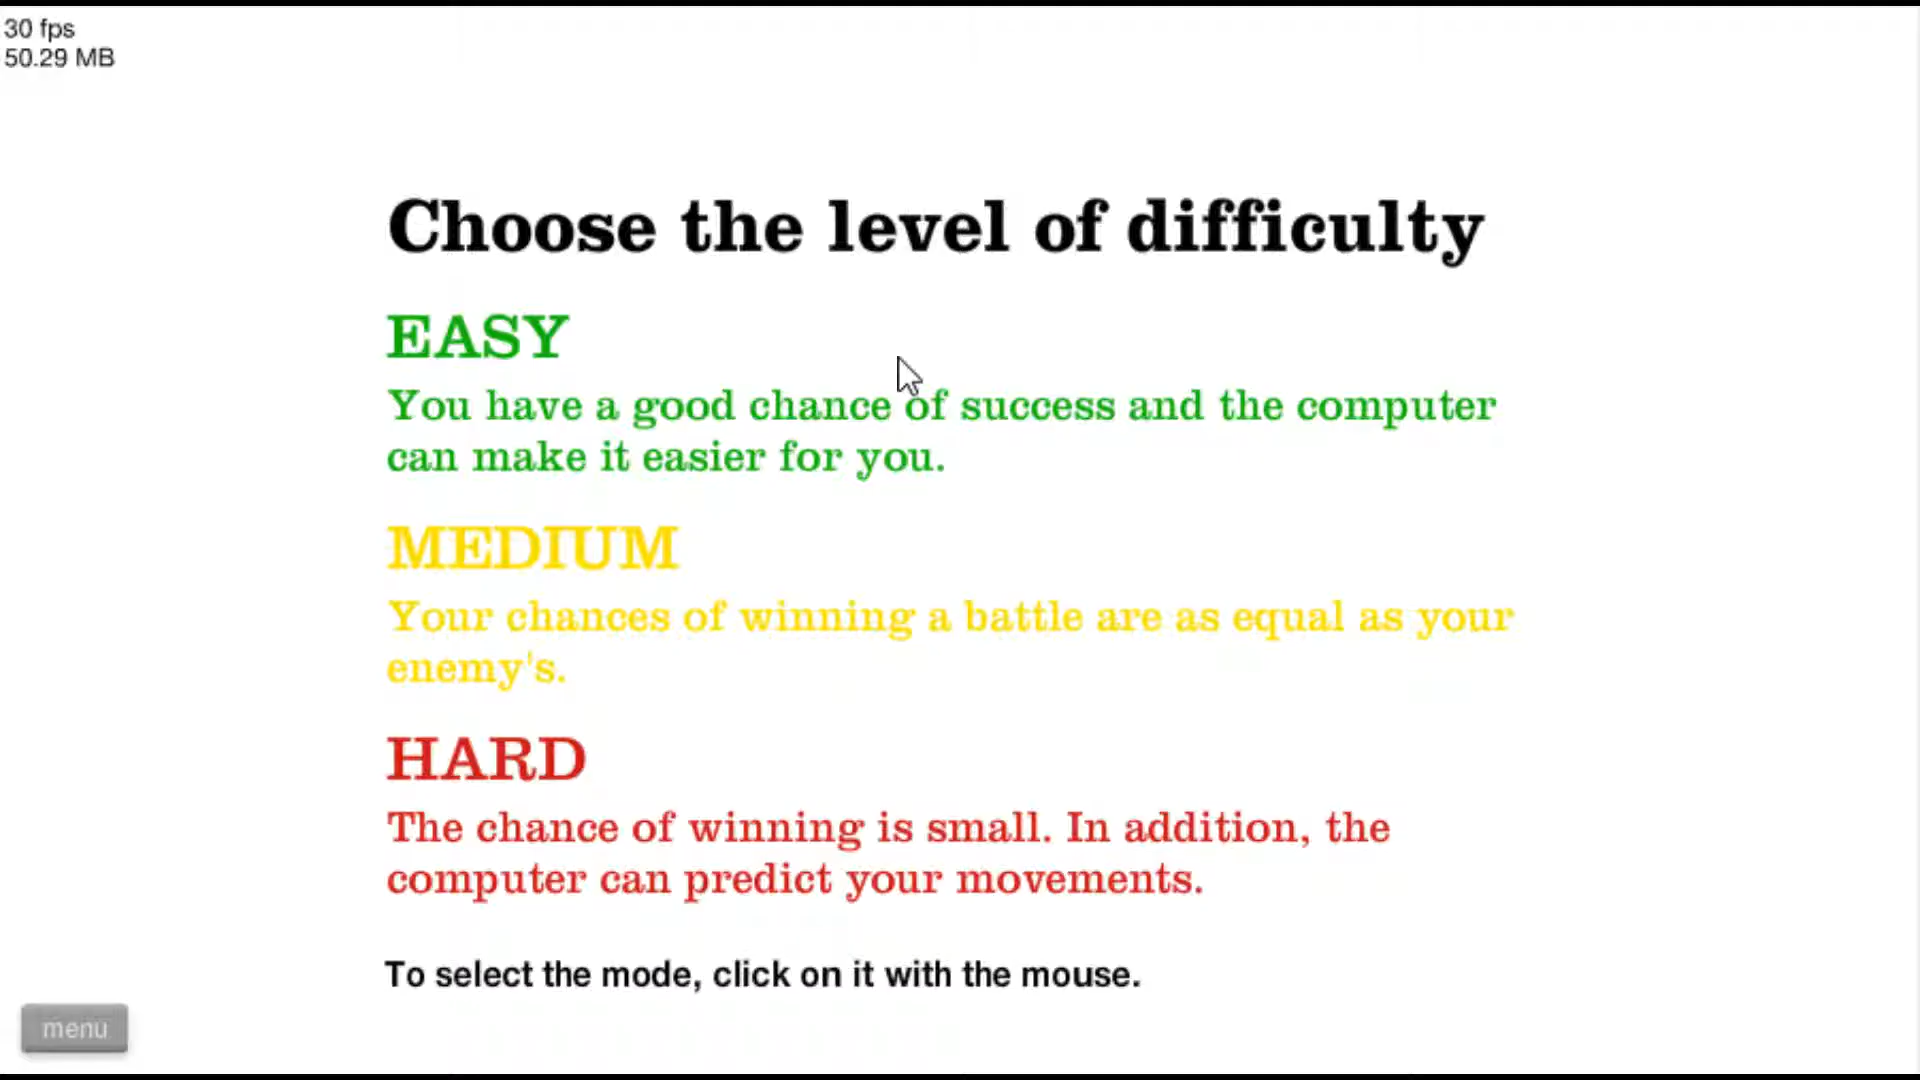 30 fps
50.29 MB
Choose the level of difficulty
EASY
You have a good chance of success and the computer
can make it easier for you.
MEDIUM
Your chances of winning a battle are as equal as your
enemy's.
HARD
The chance of winning is small. In addition, the
computer can predict your movements.
To select the mode, click on it with the mouse.
menu